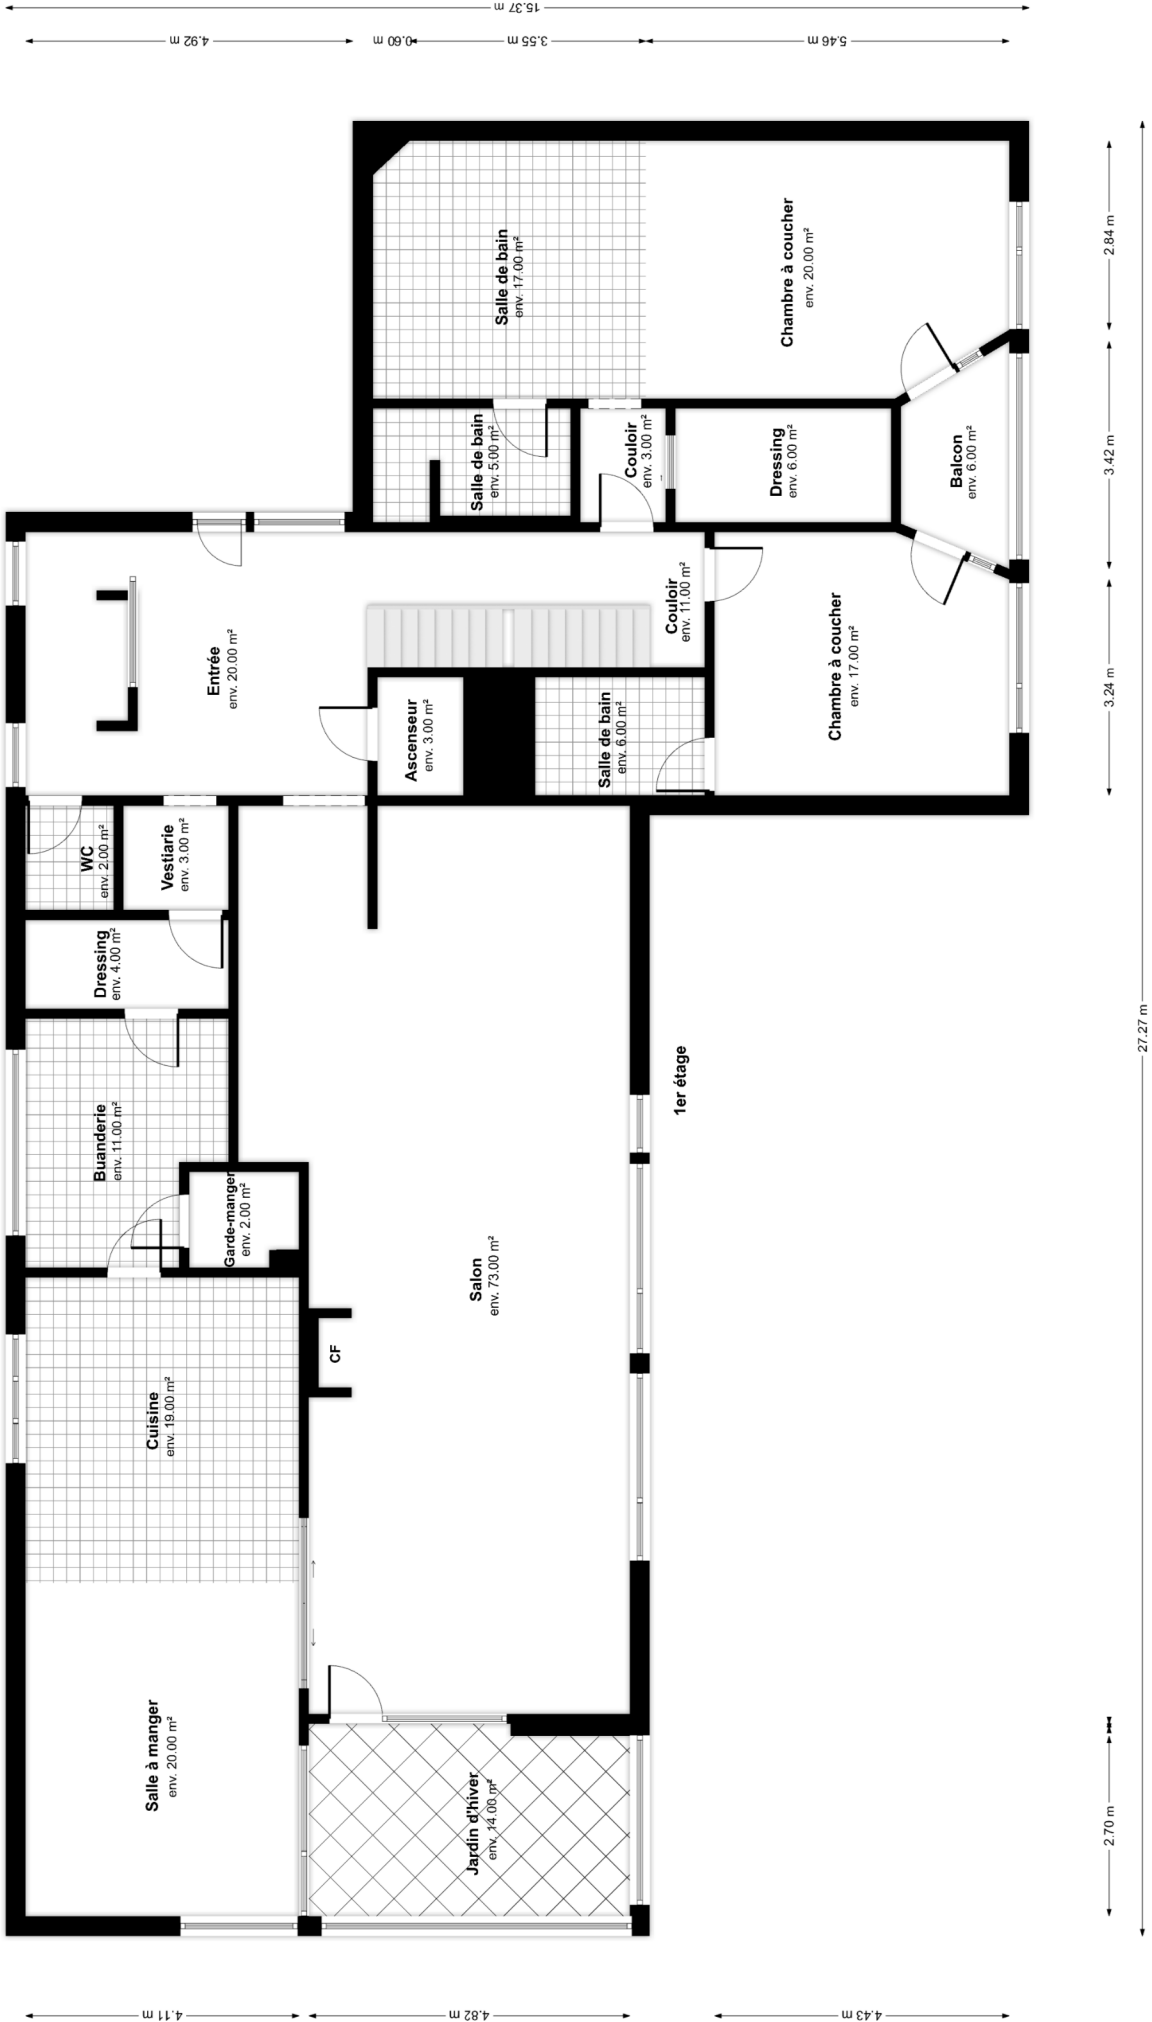 15.37 m
4.92 m
0.60 m
3.55 m
5.46 m
Salle de bain
env. 17.00 m²
Chambre à coucher
env. 20.00 m²
2.84 m
Salle de bain
env. 5.00 m²
Couloir
env. 3.00 m²
Dressing
env. 6.00 m²
Balcon
env. 6.00 m²
3.42 m
Entrée
env. 20.00 m²
Couloir
env. 11.00 m²
Chambre à coucher
env. 17.00 m²
3.24 m
Ascenseur
env. 3.00 m²
Salle de bain
env. 6.00 m²
WC
env. 2.00 m²
Vestiarie
env. 3.00 m²
Dressing
env. 4.00 m²
27.27 m
1er étage
Buanderie
env. 11.00 m²
Garde-manger
env. 2.00 m²
Salon
env. 73.00 m²
CF
Cuisine
env. 19.00 m²
Salle à manger
env. 20.00 m²
Jardin d'hiver
env. 14.00 m²
2.70 m
4.11 m
4.82 m
4.43 m